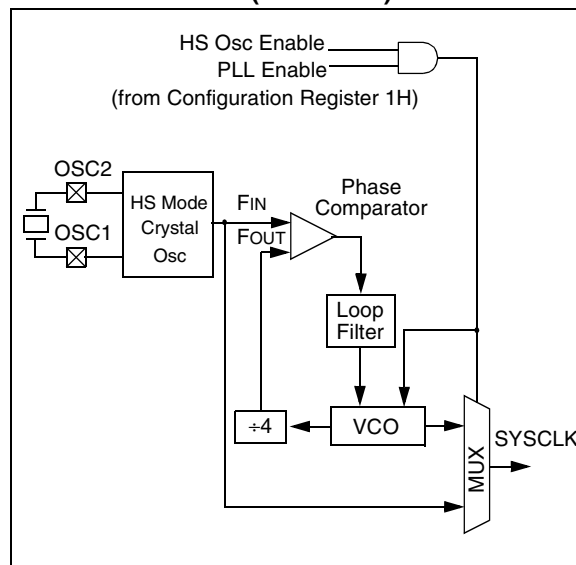 HS Osc Enable
PLL Enable
(from Configuration Register 1H)
OSC2
OSC1
HS Mode
Crystal
Osc
FIN
FOUT
Phase
Comparator
Loop
Filter
÷4
VCO
MUX
SYSCLK